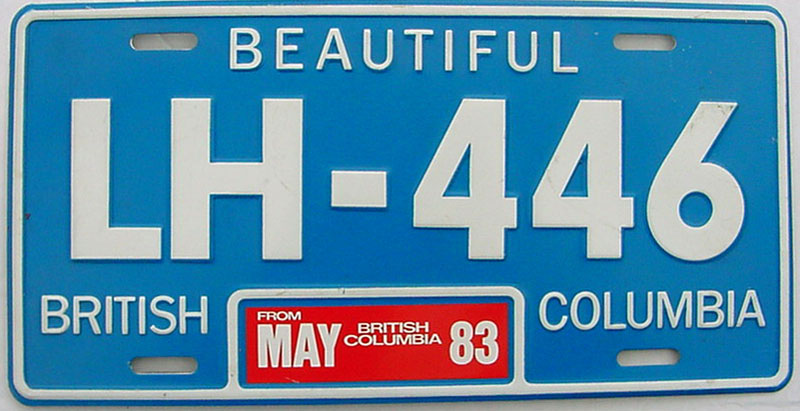 BEAUTIFUL
LH-446
BRITISH COLUMBIA
FROM
MAY BRITISH COLUMBIA 83